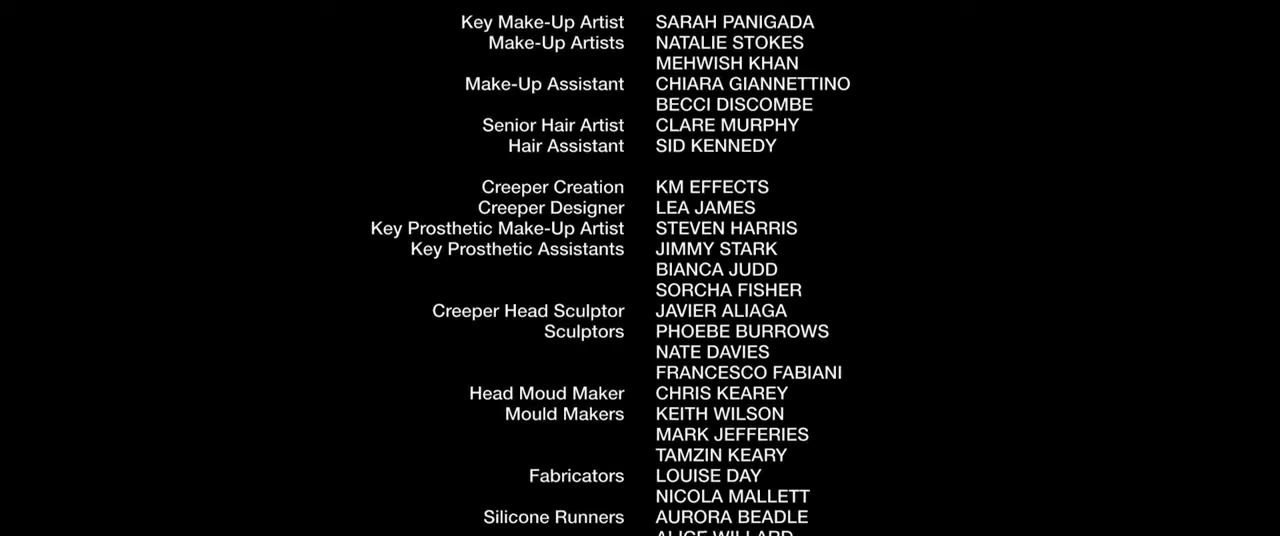 Key Make-Up Artist SARAH PANIGADA
Make-Up Artists NATALIE STOKES
MEHWISH KHAN
Make-Up Assistant CHIARA GIANNETTINO
BECCI DISCOMBE
Senior Hair Artist CLARE MURPHY
Hair Assistant SID KENNEDY
Creeper Creation KM EFFECTS
Creeper Designer LEA JAMES
Key Prosthetic Make-Up Artist STEVEN HARRIS
Key Prosthetic Assistants JIMMY STARK
BIANCA JUDD
SORCHA FISHER
Creeper Head Sculptor JAVIER ALIAGA
Sculptors PHOEBE BURROWS
NATE DAVIES
FRANCESCO FABIANI
Head Moud Maker CHRIS KEAREY
Mould Makers KEITH WILSON
MARK JEFFERIES
TAMZIN KEARY
Fabricators LOUISE DAY
NICOLA MALLETT
Silicone Runners AURORA BEADLE
ALICE WILLARD